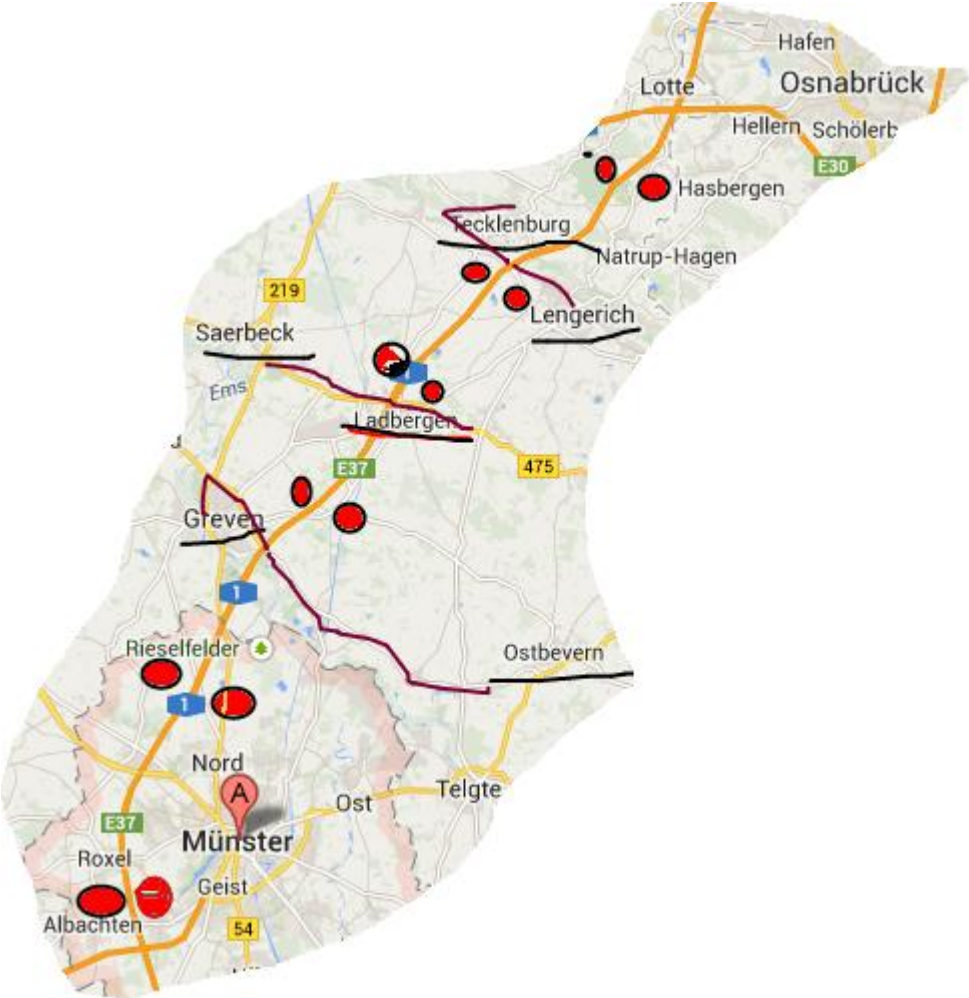 Hafen
Osnabrück
Lotte
Hellern
Schölerb
E30
Hasbergen
Tecklenburg
Natrup-Hagen
219
Lengerich
Saerbeck
Ems
1
Ladbergen
E37
475
Greven
1
Rieselfelder
Ostbevern
1
Nord
A
Telgte
Ost
E37
Münster
Roxel
Geist
Albachten
54